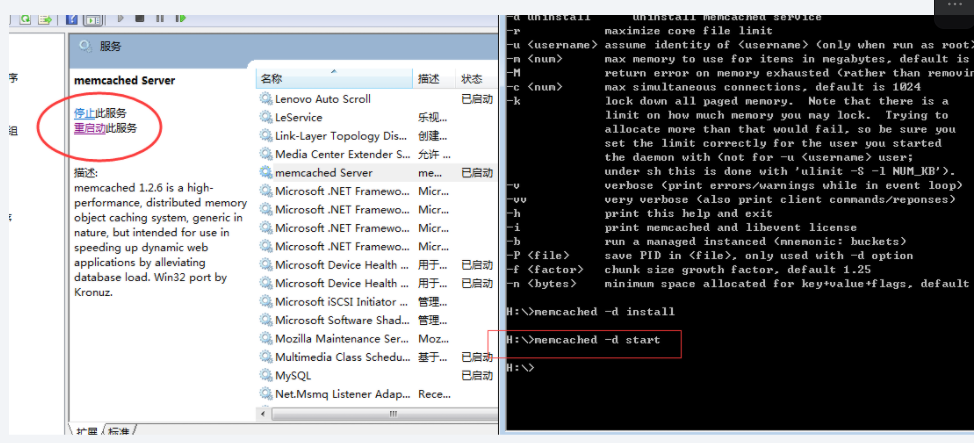 服务
memcached Server
停止此服务
重启动此服务
描述:
memcached 1.2.6 is a high-
performance, distributed memory
object caching system, generic in
nature, but intended for use in
speeding up dynamic web
applications by alleviating
database load. Win32 port by
Kronuz.
名称 描述 状态
Lenovo Auto Scroll 已启动
LeService 乐视...
Link-Layer Topology Dis... 创建...
Media Center Extender S... 允许 ...
memcached Server me... 已启动
Microsoft .NET Framewo... Micr...
Microsoft .NET Framewo... Micr...
Microsoft .NET Framewo... Micr...
Microsoft .NET Framewo... Micr...
Microsoft Device Health ... 用于... 已启动
Microsoft Device Health ... 用于... 已启动
Microsoft iSCSI Initiator ... 管理...
Microsoft Software Shad... 管理...
Mozilla Maintenance Ser... Moz...
Multimedia Class Schedu... 基于... 已启动
MySQL 已启动
Net.Msmq Listener Adap... Rece...
扩展 标准
序
组
-d uninstall uninstall memcached service
-r maximize core file limit
-u <username> assume identity of <username> (only when run as root)
-m <num> max memory to use for items in megabytes, default is
-M return error on memory exhausted (rather than removin
-c <num> max simultaneous connections, default is 1024
-k lock down all paged memory. Note that there is a
limit on how much memory you may lock. Trying to
allocate more than that would fail, so be sure you
set the limit correctly for the user you started
the daemon with (not for -u <username> user;
under sh this is done with 'ulimit -S -l NUM_KB').
-v verbose (print errors/warnings while in event loop)
-vv very verbose (also print client commands/reponses)
-h print this help and exit
-i print memcached and libevent license
-b run a managed instanced (mnemonic: buckets)
-P <file> save PID in <file>, only used with -d option
-f <factor> chunk size growth factor, default 1.25
-n <bytes> minimum space allocated for key+value+flags, default
H:\>memcached -d install
H:\>memcached -d start
H:\>